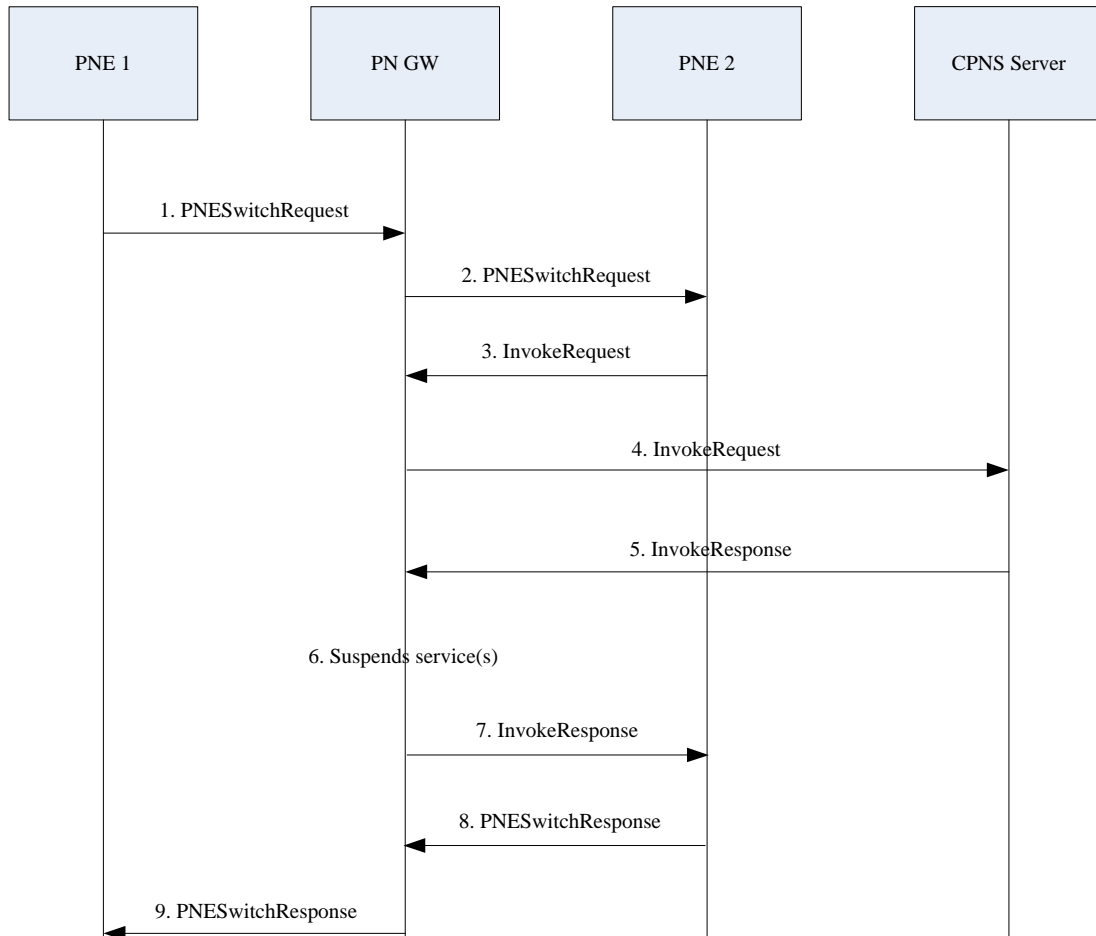 PNE 1
PN GW
PNE 2
CPNS Server
1. PNESwitchRequest
2. PNESwitchRequest
3. InvokeRequest
4. InvokeRequest
5. InvokeResponse
6. Suspends service(s)
7. InvokeResponse
8. PNESwitchResponse
9. PNESwitchResponse